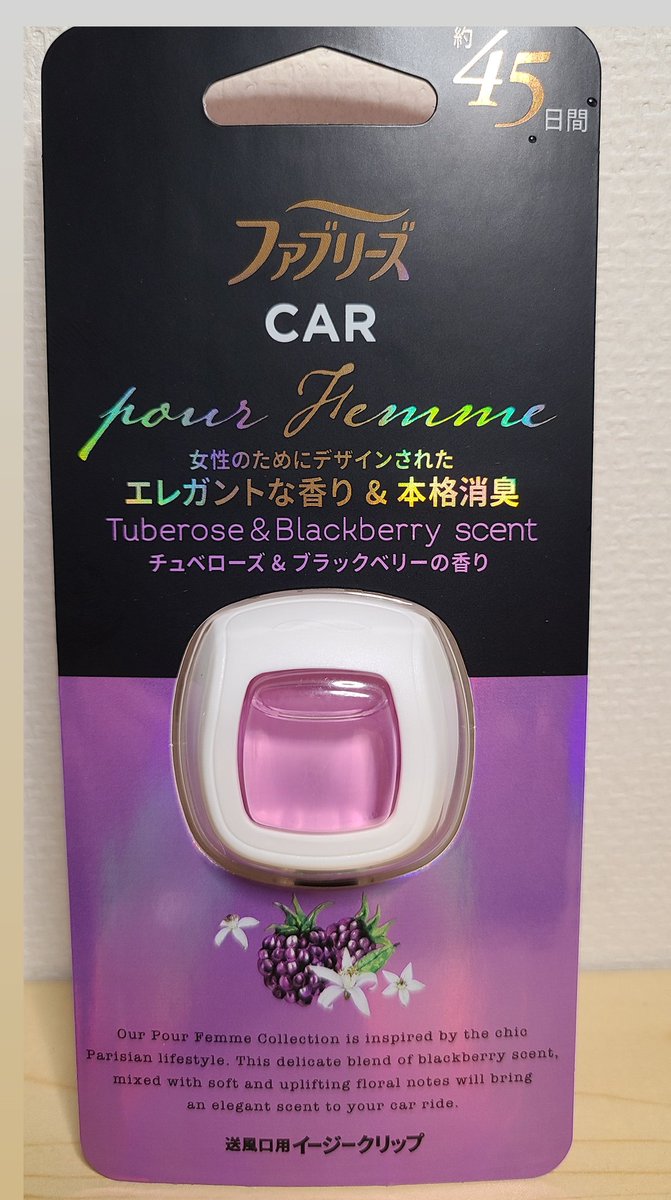 約45日間
ファブリーズ
CAR
pour Femme
女性のためにデザインされた
エレガントな香り & 本格消臭
Tuberose & Blackberry scent
チュベローズ & ブラックベリーの香り
Our Pour Femme Collection is inspired by the chic
Parisian lifestyle. This delicate blend of blackberry scent,
mixed with soft and uplifting floral notes will bring
an elegant scent to your car ride.
送風口用イージークリップ